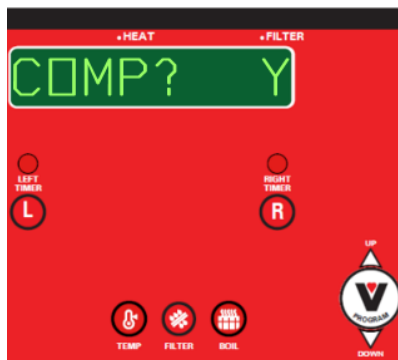 • HEAT • FILTER
COMP? Y
LEFT TIMER
RIGHT TIMER
L
R
UP
V
PROGRAM
DOWN
TEMP FILTER BOIL